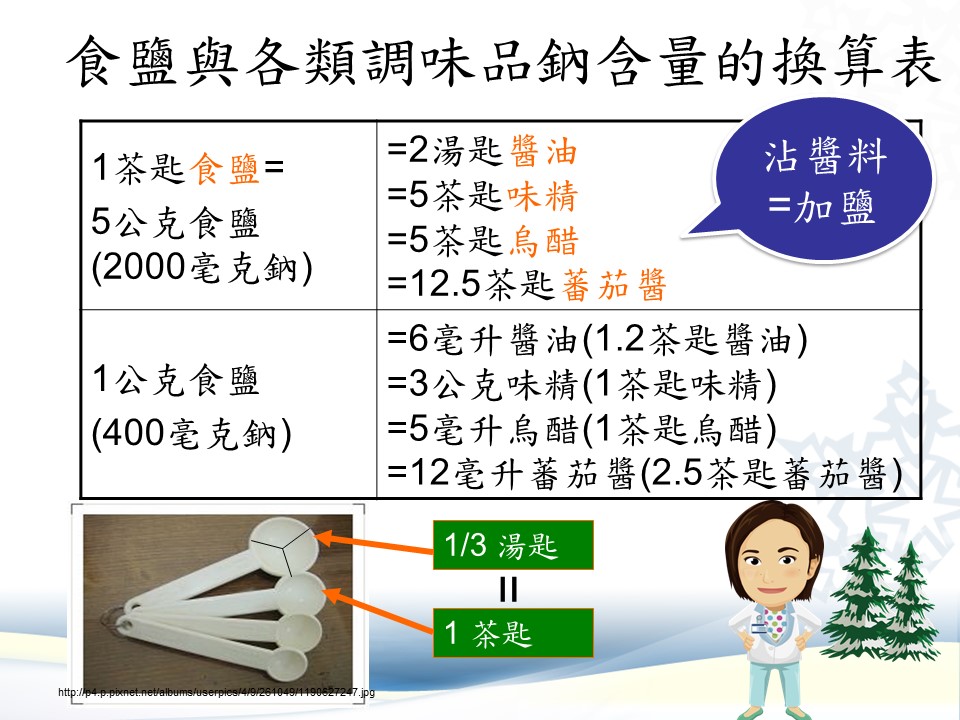 食鹽與各類調味品鈉含量的換算表
1茶匙食鹽=
5公克食鹽
(2000毫克鈉)
=2湯匙醬油
=5茶匙味精
=5茶匙烏醋
=12.5茶匙蕃茄醬
沾醬料
=加鹽
1公克食鹽
(400毫克鈉)
=6毫升醬油(1.2茶匙醬油)
=3公克味精(1茶匙味精)
=5毫升烏醋(1茶匙烏醋)
=12毫升蕃茄醬(2.5茶匙蕃茄醬)
1/3 湯匙
=
1 茶匙
http://p4.p.pixnet.net/albums/userpics/4/9/261049/1190627247.jpg